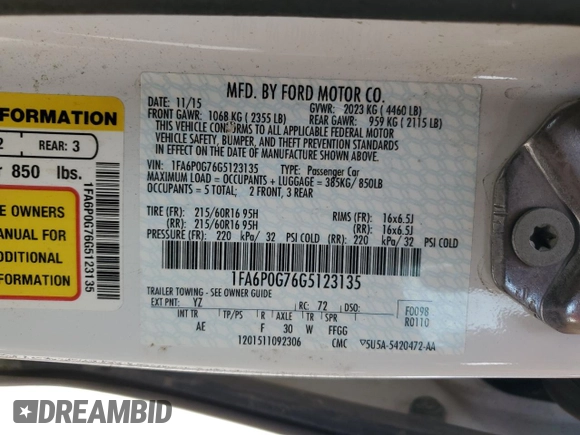 FORMATION
2 REAR: 3
r 850 lbs.
E OWNERS
ANUAL FOR
DDITIONAL
ORMATION
1FA6P0G76G5123135
MFD. BY FORD MOTOR CO.
DATE: 11/15 GVWR: 2023 KG ( 4460 LB)
FRONT GAWR: 1068 KG ( 2355 LB) REAR GAWR: 959 KG ( 2115 LB)
THIS VEHICLE CONFORMS TO ALL APPLICABLE FEDERAL MOTOR
VEHICLE SAFETY, BUMPER, AND THEFT PREVENTION STANDARDS
IN EFFECT ON THE DATE OF MANUFACTURE SHOWN ABOVE.
VIN: 1FA6P0G76G5123135 TYPE: Passenger Car
MAXIMUM LOAD = OCCUPANTS + LUGGAGE = 385KG/ 850LB
OCCUPANTS = 5 TOTAL; 2 FRONT, 3 REAR
TIRE (FR): 215/60R16 95H RIMS (FR): 16x6.5J
(RR): 215/60R16 95H (RR): 16x6.5J
PRESSURE (FR): 220 kPa/ 32 PSI COLD (RR): 220 kPa/ 32 PSI COLD
1FA6P0G76G5123135
TRAILER TOWING - SEE OWNER GUIDE
EXT PNT: YZ RC: 72 DSO: F0098
R0110
INT TR TP/PS R AXLE TR SPR
AE F 30 W FFGG
1201511092306 CMC 5U5A-5420472-AA
DREAMBID